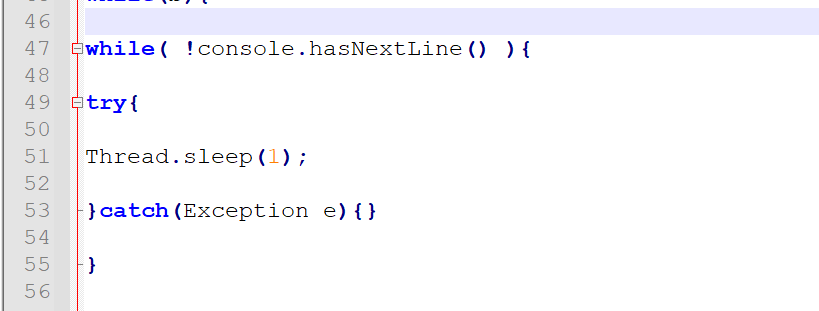 46
47 while( !console.hasNextLine() ){
48
49 try{
50
51 Thread.sleep(1);
52
53 }catch(Exception e){}
54
55 }
56